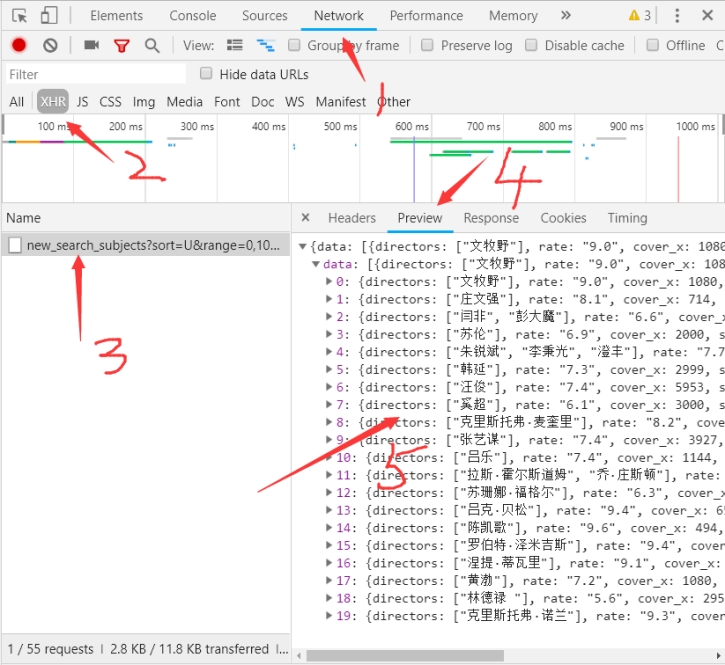 Elements Console Sources Network Performance Memory » 3
View: Group by frame Preserve log Disable cache Offline C
Filter Hide data URLs
All XHR JS CSS Img Media Font Doc WS Manifest Other
1
2
100 ms 200 ms 300 ms 400 ms 500 ms 600 ms 700 ms 800 ms 900 ms 1000 ms
4
Name × Headers Preview Response Cookies Timing
new_search_subjects?sort=U&range=0,10...
3
▼{data: [{directors: ["文牧野"], rate: "9.0", cover_x: 1080
▼data: [{directors: ["文牧野"], rate: "9.0", cover_x: 108
▶0: {directors: ["文牧野"], rate: "9.0", cover_x: 1080,
▶1: {directors: ["庄文强"], rate: "8.1", cover_x: 714,
▶2: {directors: ["闫非", "彭大魔"], rate: "6.6", cover_x:
▶3: {directors: ["苏伦"], rate: "6.9", cover_x: 2000, s
▶4: {directors: ["朱锐斌", "李秉光", "澄丰"], rate: "7.7
▶5: {directors: ["韩延"], rate: "7.3", cover_x: 2999, s
▶6: {directors: ["汪俊"], rate: "7.4", cover_x: 5953, s
▶7: {directors: ["奚超"], rate: "6.1", cover_x: 3000, s
▶8: {directors: ["克里斯托弗·麦奎里"], rate: "8.2", cover_x:
▶9: {directors: ["张艺谋"], rate: "7.4", cover_x: 3927,
5
▶10: {directors: ["吕乐"], rate: "7.4", cover_x: 1144,
▶11: {directors: ["拉斯·霍尔斯道姆", "乔·庄斯顿"], rate:
▶12: {directors: ["苏珊娜·福格尔"], rate: "6.3", cover_x:
▶13: {directors: ["吕克·贝松"], rate: "9.4", cover_x: 65
▶14: {directors: ["陈凯歌"], rate: "9.6", cover_x: 494,
▶15: {directors: ["罗伯特·泽米吉斯"], rate: "9.4", cover
▶16: {directors: ["涅提·蒂瓦里"], rate: "9.1", cover_x:
▶17: {directors: ["黄渤"], rate: "7.2", cover_x: 1080,
▶18: {directors: ["林德禄 "], rate: "5.6", cover_x: 295
▶19: {directors: ["克里斯托弗·诺兰"], rate: "9.3", cover
1 / 55 requests | 2.8 KB / 11.8 KB transferred |...